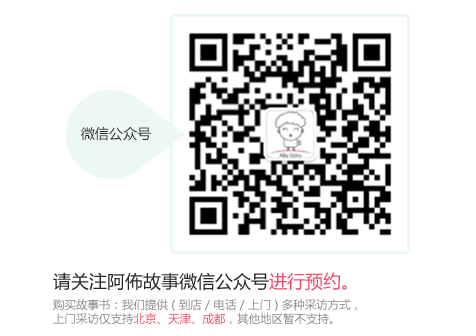 微信公众号
Afu Story
请关注阿佈故事微信公众号进行预约。
购买故事书：我们提供（到店 / 电话 / 上门）多种采访方式，
上门采访仅支持北京、天津、成都，其他地区暂不支持。